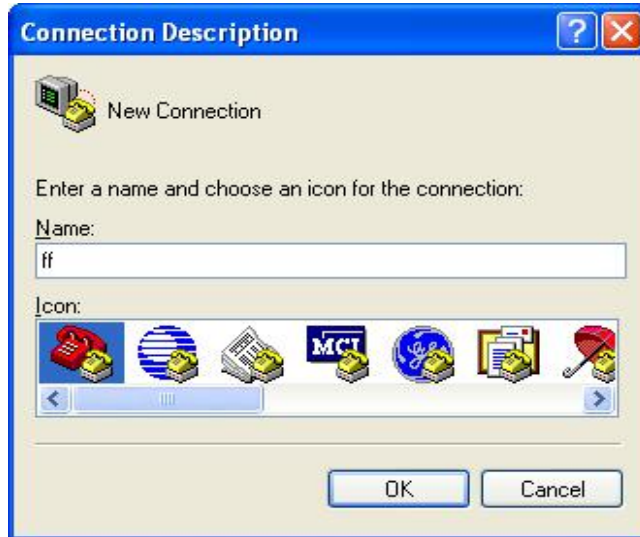 Connection Description
New Connection
Enter a name and choose an icon for the connection:
Name:
ff
Icon:
MCI
OK
Cancel